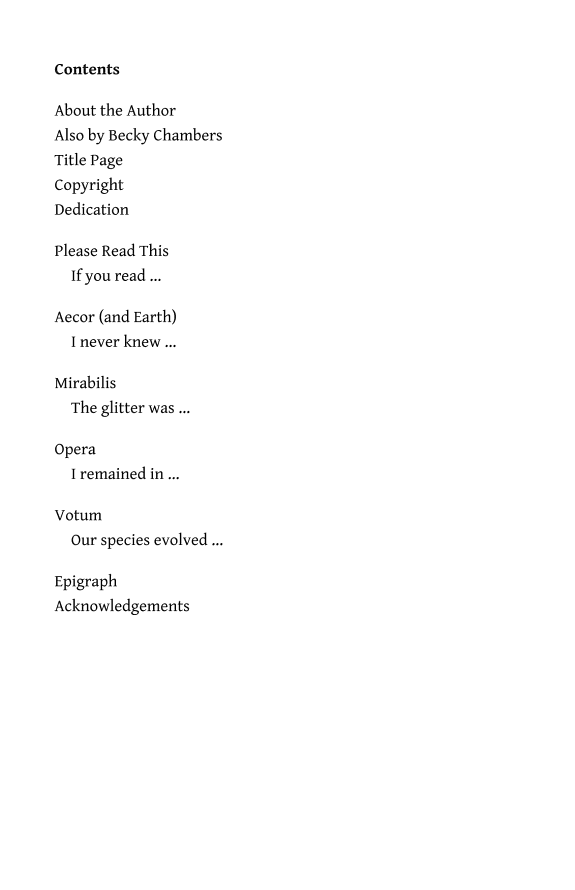 Contents
About the Author
Also by Becky Chambers
Title Page
Copyright
Dedication
Please Read This
If you read ...
Aecor (and Earth)
I never knew ...
Mirabilis
The glitter was ...
Opera
I remained in ...
Votum
Our species evolved ...
Epigraph
Acknowledgements